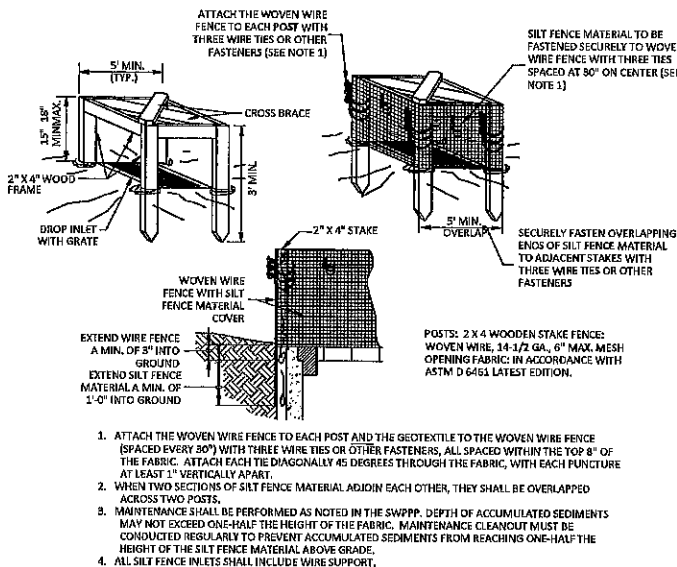 ATTACH THE WOVEN WIRE
FENCE TO EACH POST WITH
THREE WIRE TIES OR OTHER
FASTENERS (SEE NOTE 1)
SILT FENCE MATERIAL TO BE
FASTENED SECURELY TO WOVE
WIRE FENCE WITH THREE TIES
SPACED AT 30" ON CENTER (SEE
NOTE 1)
5' MIN.
(TYP.)
15" 18"
MINMAX.
CROSS BRACE
3' MIN.
2" X 4" WOOD
FRAME
DROP INLET
WITH GRATE
5' MIN.
OVERLAP
SECURELY FASTEN OVERLAPPING
ENDS OF SILT FENCE MATERIAL
TO ADJACENT STAKES WITH
THREE WIRE TIES OR OTHER
FASTENERS
2" X 4" STAKE
WOVEN WIRE
FENCE WITH SILT
FENCE MATERIAL
COVER
EXTEND WIRE FENCE
A MIN. OF 3" INTO
GROUND
EXTEND SILT FENCE
MATERIAL A MIN. OF
1'-0" INTO GROUND
POSTS: 2 X 4 WOODEN STAKE FENCE:
WOVEN WIRE, 14-1/2 GA., 6" MAX. MESH
OPENING FABRIC: IN ACCORDANCE WITH
ASTM D 6461 LATEST EDITION.
1. ATTACH THE WOVEN WIRE FENCE TO EACH POST AND THE GEOTEXTILE TO THE WOVEN WIRE FENCE
(SPACED EVERY 30") WITH THREE WIRE TIES OR OTHER FASTENERS, ALL SPACED WITHIN THE TOP 8" OF
THE FABRIC. ATTACH EACH TIE DIAGONALLY 45 DEGREES THROUGH THE FABRIC, WITH EACH PUNCTURE
AT LEAST 1" VERTICALLY APART.
2. WHEN TWO SECTIONS OF SILT FENCE MATERIAL ADJOIN EACH OTHER, THEY SHALL BE OVERLAPPED
ACROSS TWO POSTS.
3. MAINTENANCE SHALL BE PERFORMED AS NOTED IN THE SWPPP. DEPTH OF ACCUMULATED SEDIMENTS
MAY NOT EXCEED ONE-HALF THE HEIGHT OF THE FABRIC. MAINTENANCE CLEANOUT MUST BE
CONDUCTED REGULARLY TO PREVENT ACCUMULATED SEDIMENTS FROM REACHING ONE-HALF THE
HEIGHT OF THE SILT FENCE MATERIAL ABOVE GRADE.
4. ALL SILT FENCE INLETS SHALL INCLUDE WIRE SUPPORT.